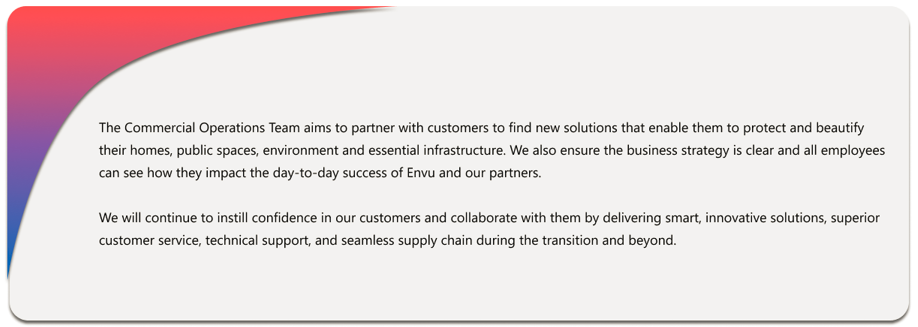 The Commercial Operations Team aims to partner with customers to find new solutions that enable them to protect and beautify
their homes, public spaces, environment and essential infrastructure. We also ensure the business strategy is clear and all employees
can see how they impact the day-to-day success of Envu and our partners.
We will continue to instill confidence in our customers and collaborate with them by delivering smart, innovative solutions, superior
customer service, technical support, and seamless supply chain during the transition and beyond.